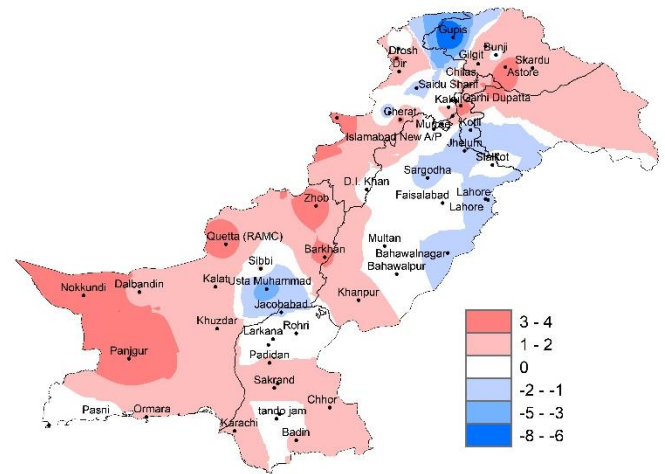 Gupis
Drosh
Bunji
Gilgit
Skardu
Dir
Chilas
Astore
Saidu Sharif
Kakul
Garhi Dupatta
Cherat
Murree
Kotli
Islamabad New A/P
Jhelum
Sialkot
D.I. Khan
Sargodha
Zhob
Faisalabad
Lahore
Lahore
Quetta (RAMC)
Multan
Barkhan
Sibbi
Bahawalnagar
Bahawalpur
Nokkundi
Dalbandin
Kalat
Usta Muhammad
Khanpur
Jacobabad
Khuzdar
Rohri
Larkana
3 - 4
Panjgur
Padidan
1 - 2
0
Sakrand
-2 - -1
Chhor
Pasni
Ormara
tando jam
-5 - -3
Karachi
Badin
-8 - -6